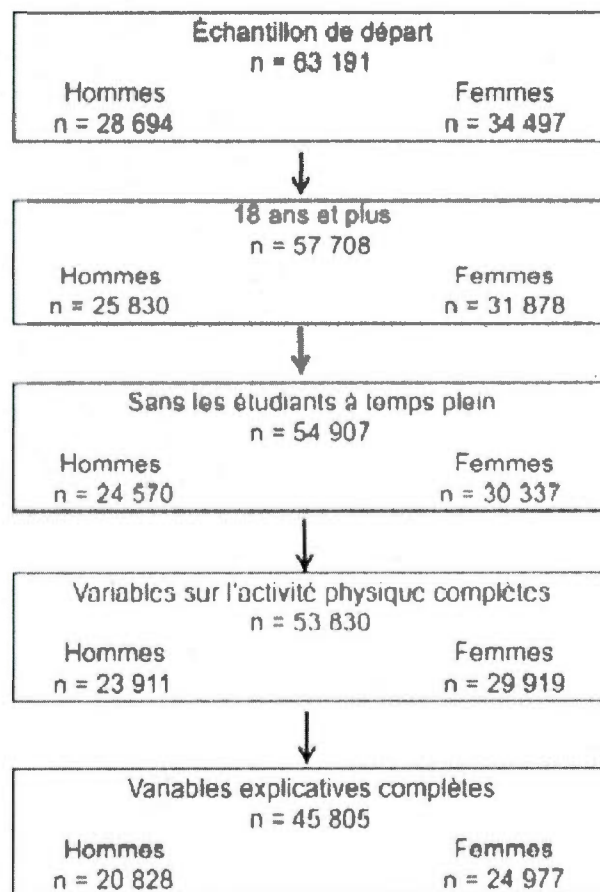 Échantillon de départ
n = 63 191
Hommes Femmes
n = 28 694 n = 34 497
18 ans et plus
n = 57 708
Hommes Femmes
n = 25 830 n = 31 878
Sans les étudiants à temps plein
n = 54 907
Hommes Femmes
n = 24 570 n = 30 337
Variables sur l'activité physique complètes
n = 53 830
Hommes Femmes
n = 23 911 n = 29 919
Variables explicatives complètes
n = 45 805
Hommes Femmes
n = 20 828 n = 24 977